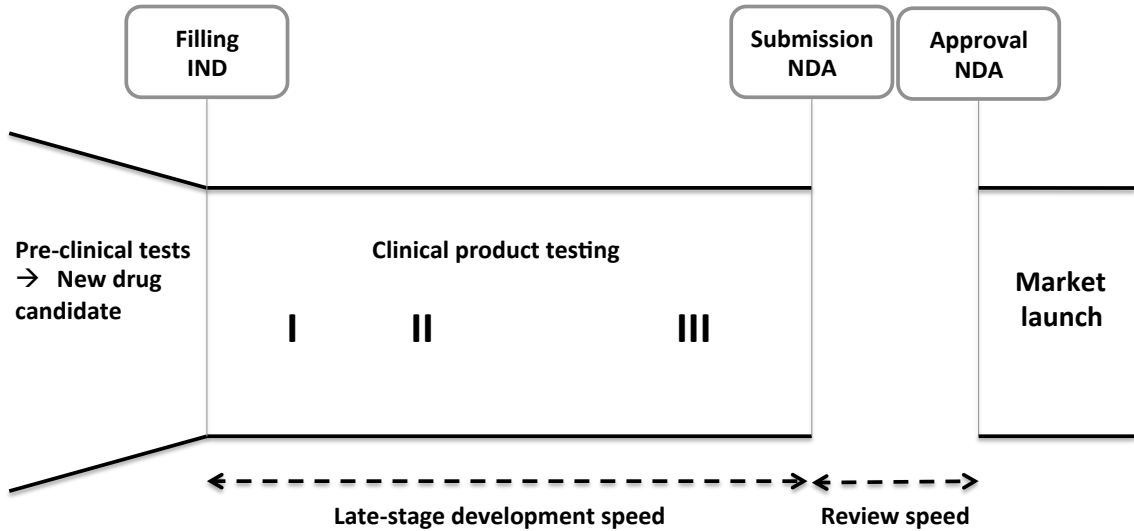 Filling
IND
Submission
NDA
Approval
NDA
Pre-clinical tests
→ New drug
candidate
Clinical product testing
I II III
Market
launch
Late-stage development speed
Review speed